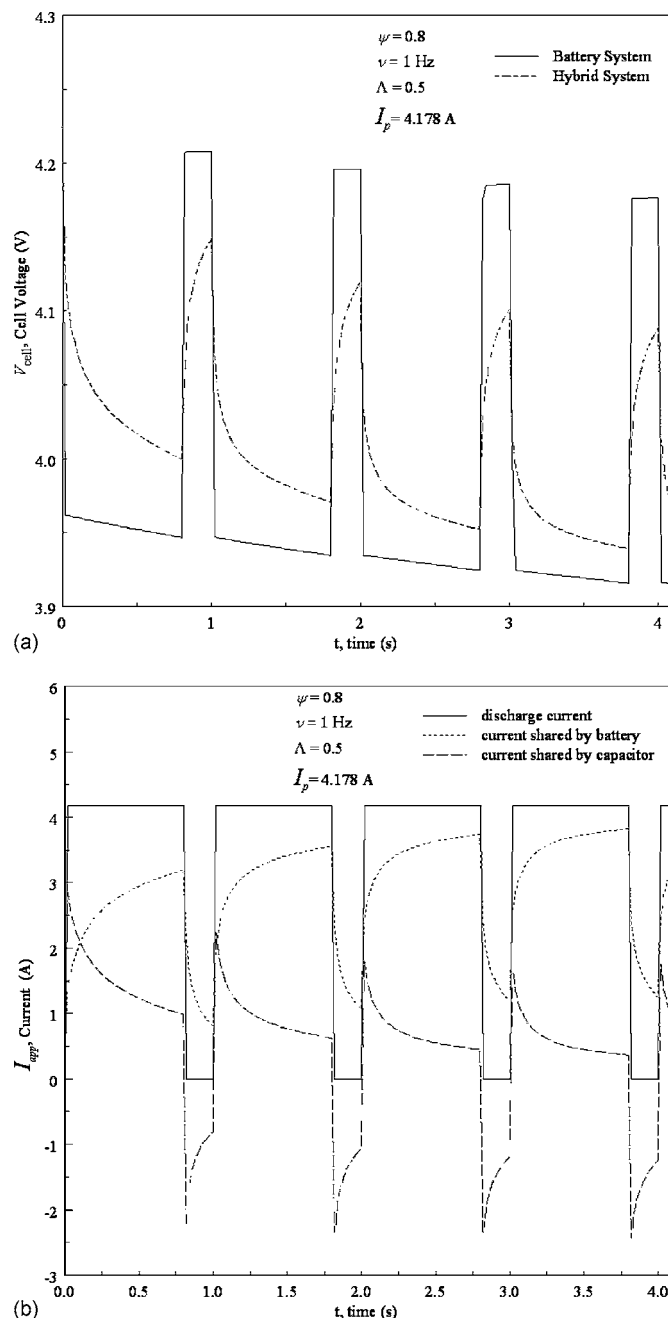 4.3
4.2
4.1
4.0
3.9
V_cell, Cell Voltage (V)
ψ = 0.8
ν = 1 Hz
Λ = 0.5
I_p = 4.178 A
Battery System
Hybrid System
0 1 2 3 4
t, time (s)
(a)
6
5
4
3
2
1
0
-1
-2
-3
I_app, Current (A)
ψ = 0.8
ν = 1 Hz
Λ = 0.5
I_p = 4.178 A
discharge current
current shared by battery
current shared by capacitor
0.0 0.5 1.0 1.5 2.0 2.5 3.0 3.5 4.0
t, time (s)
(b)